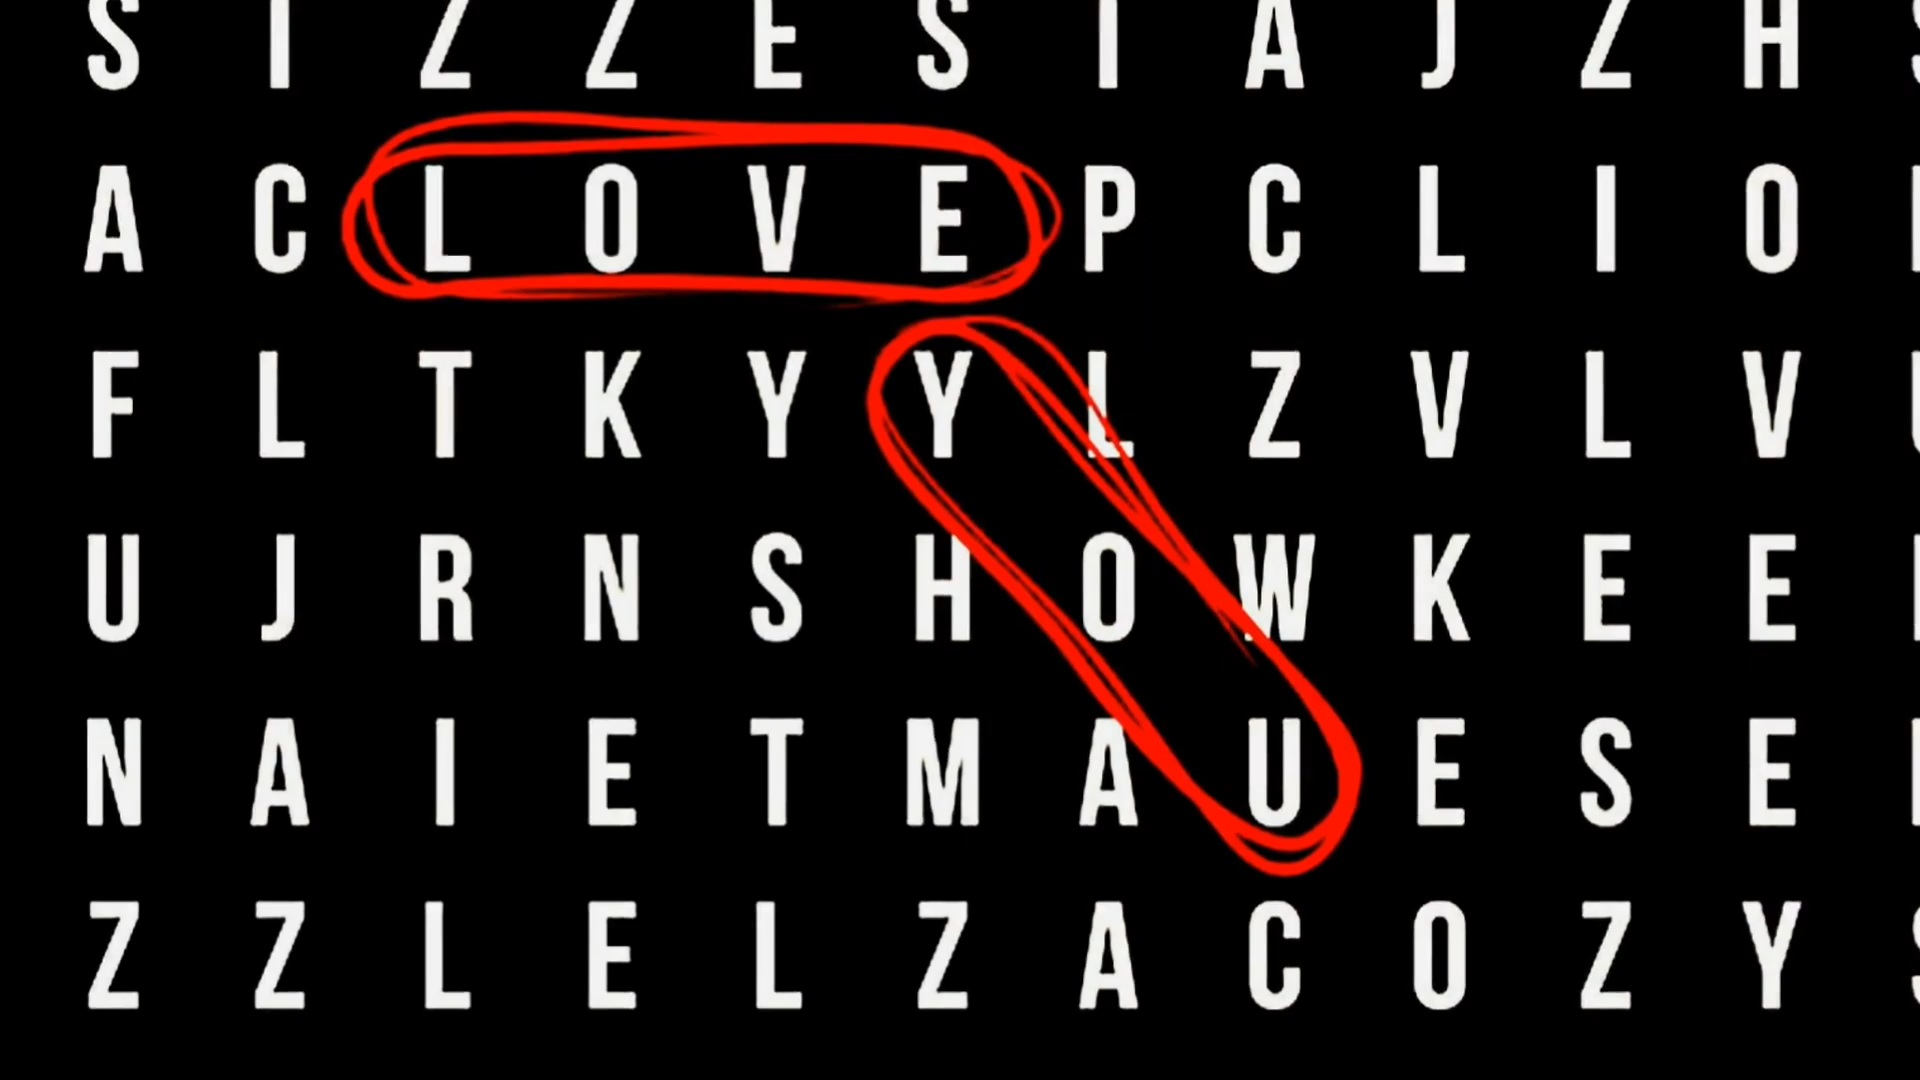 S I Z Z E S I A J Z H
A C L O V E P C L I O
F L T K Y Y L Z V L V
U J R N S H O W K E E
N A I E T M A U E S E
Z Z L E L Z A C O Z Y